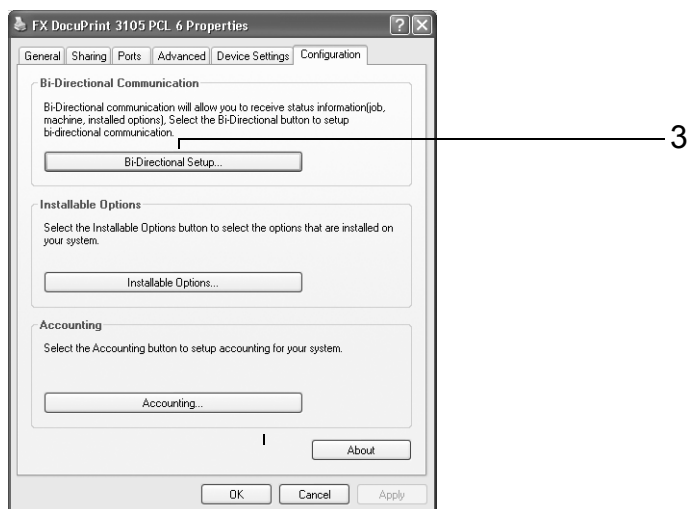 FX DocuPrint 3105 PCL 6 Properties
General Sharing Ports Advanced Device Settings Configuration
Bi-Directional Communication
Bi-Directional communication will allow you to receive status information(job,
machine, installed options), Select the Bi-Directional button to setup
bi-directional communication.
3
Bi-Directional Setup...
Installable Options
Select the Installable Options button to select the options that are installed on
your system.
Installable Options...
Accounting
Select the Accounting button to setup accounting for your system.
Accounting...
About
OK Cancel Apply